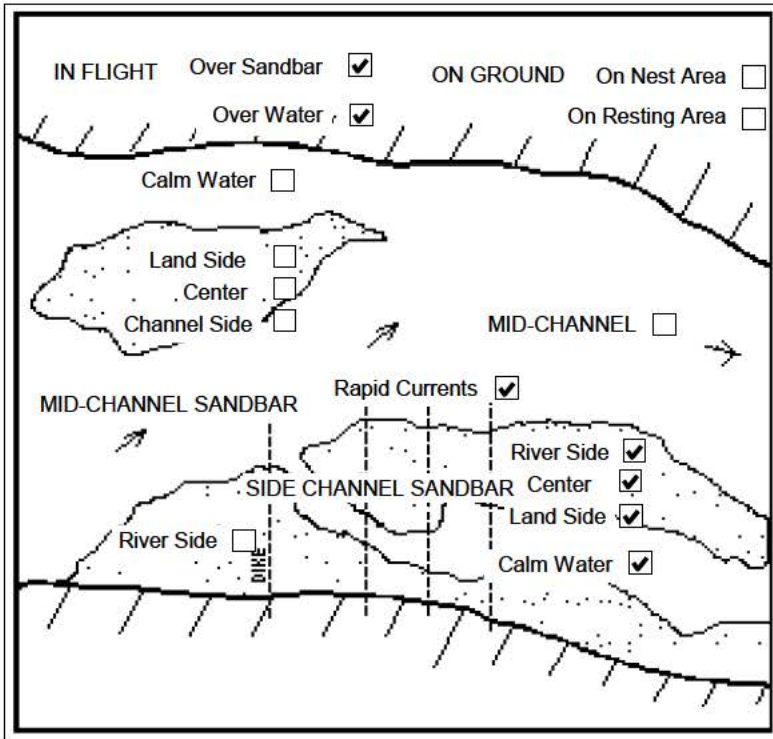 IN FLIGHT Over Sandbar ON GROUND On Nest Area
Over Water On Resting Area
Calm Water
Land Side
Center
Channel Side
MID-CHANNEL
Rapid Currents
MID-CHANNEL SANDBAR
River Side
SIDE CHANNEL SANDBAR Center
Land Side
River Side
DIKE
Calm Water